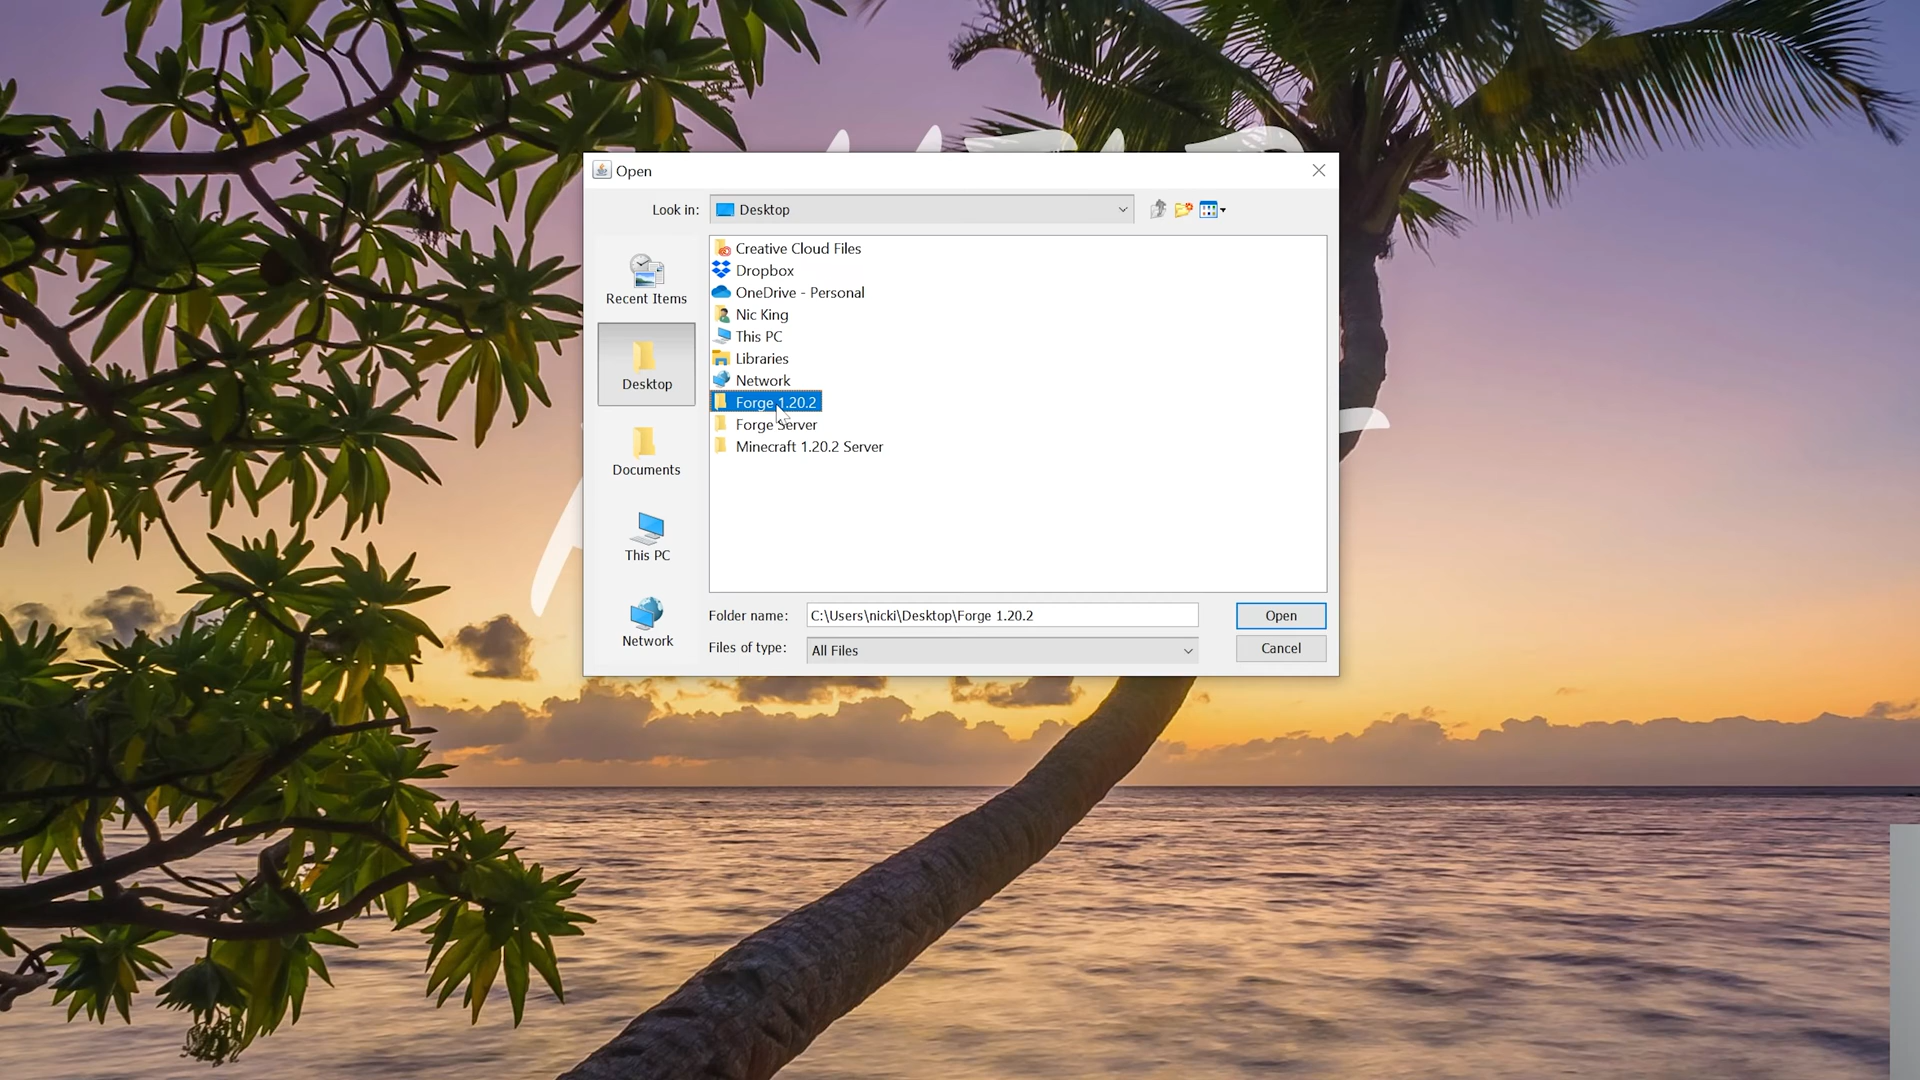 Open
Look in:
Desktop
Recent Items
Desktop
Documents
This PC
Network
Creative Cloud Files
Dropbox
OneDrive - Personal
Nic King
This PC
Libraries
Network
Forge 1.20.2
Forge Server
Minecraft 1.20.2 Server
Folder name:
C:\Users\nicki\Desktop\Forge 1.20.2
Open
Files of type:
All Files
Cancel